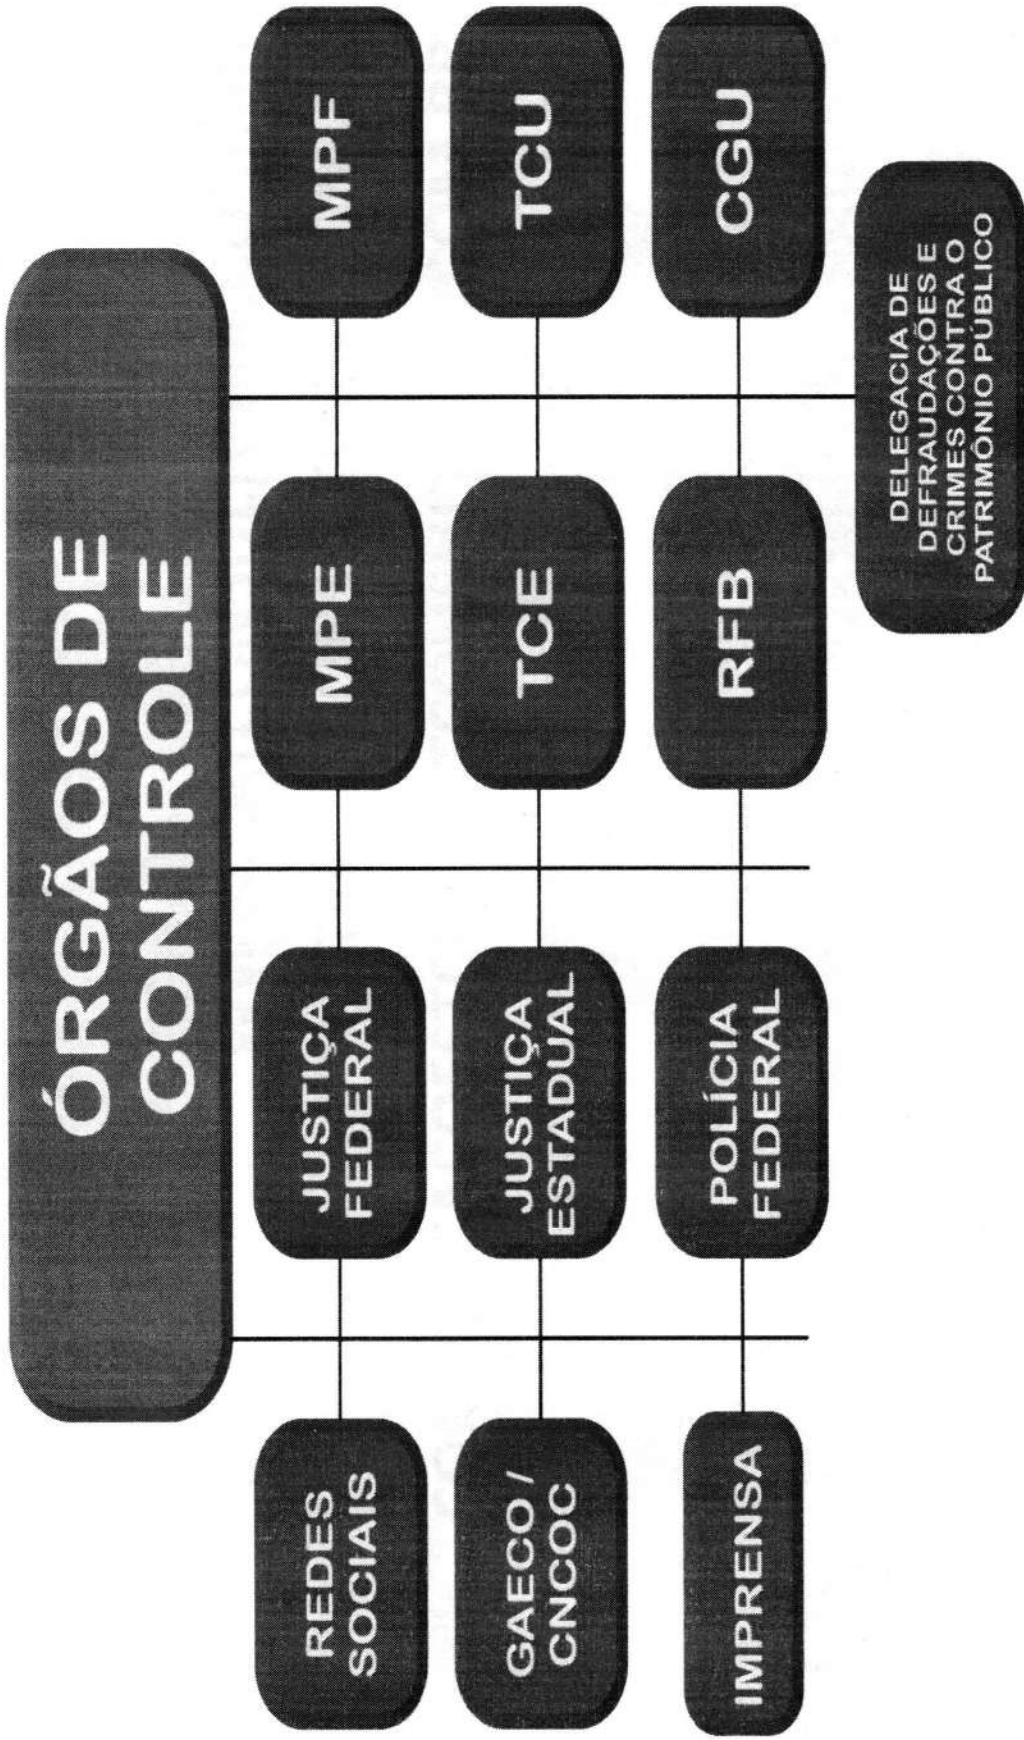 ÓRGÃOS DE
CONTROLE
REDES
SOCIAIS
JUSTIÇA
FEDERAL
MPE
MPF
GAECO /
CNCOC
JUSTIÇA
ESTADUAL
TCE
TCU
IMPRENSA
POLÍCIA
FEDERAL
RFB
CGU
DELEGACIA DE
DEFRAUDAÇÕES E
CRIMES CONTRA O
PATRIMÔNIO PÚBLICO